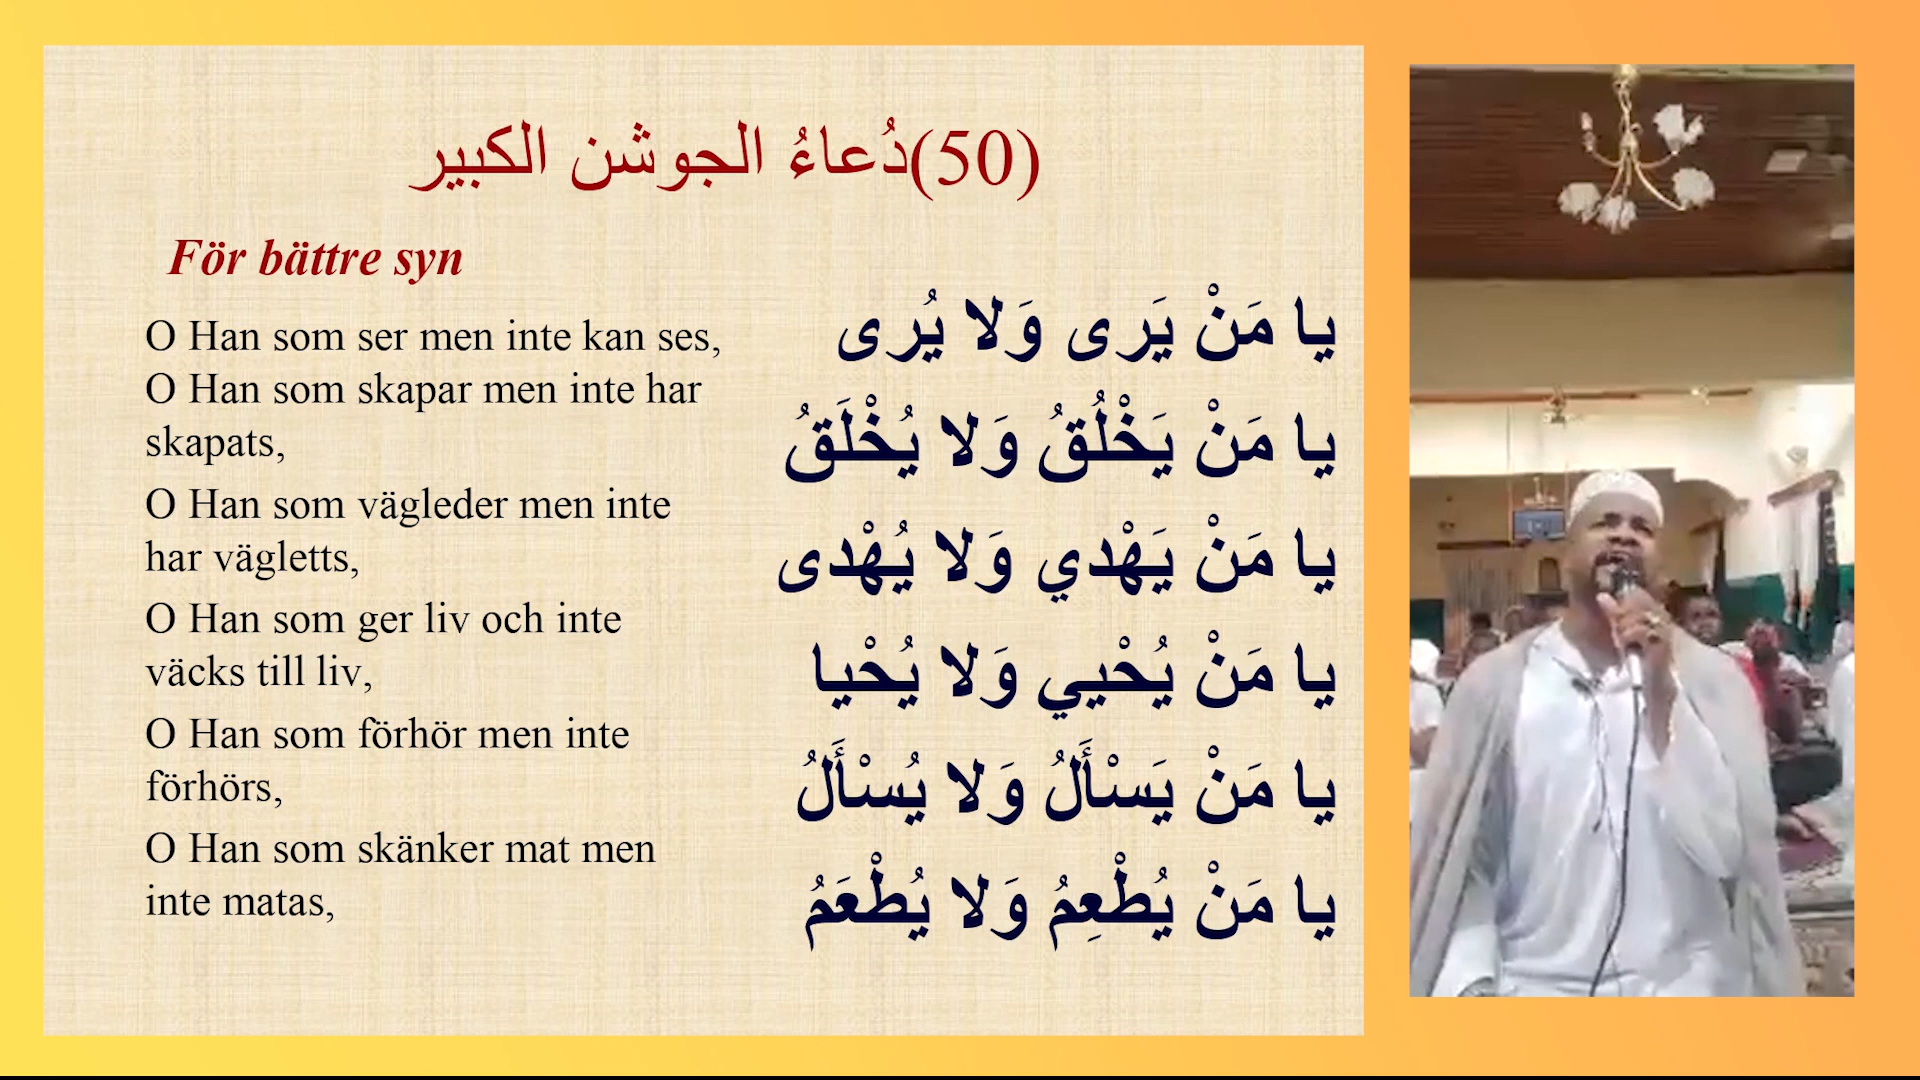 (50)دُعاءُ الجوشن الكبير
För bättre syn
O Han som ser men inte kan ses,
O Han som skapar men inte har
skapats,
O Han som vägleder men inte
har vägletts,
O Han som ger liv och inte
väcks till liv,
O Han som förhör men inte
förhörs,
O Han som skänker mat men
inte matas,
يا مَنْ يَرى وَلا يُرى
يا مَنْ يَخْلُقُ وَلا يُخْلَقُ
يا مَنْ يَهْدي وَلا يُهْدى
يا مَنْ يُحْيي وَلا يُحْيا
يا مَنْ يَسْأَلُ وَلا يُسْأَلُ
يا مَنْ يُطْعِمُ وَلا يُطْعَمُ